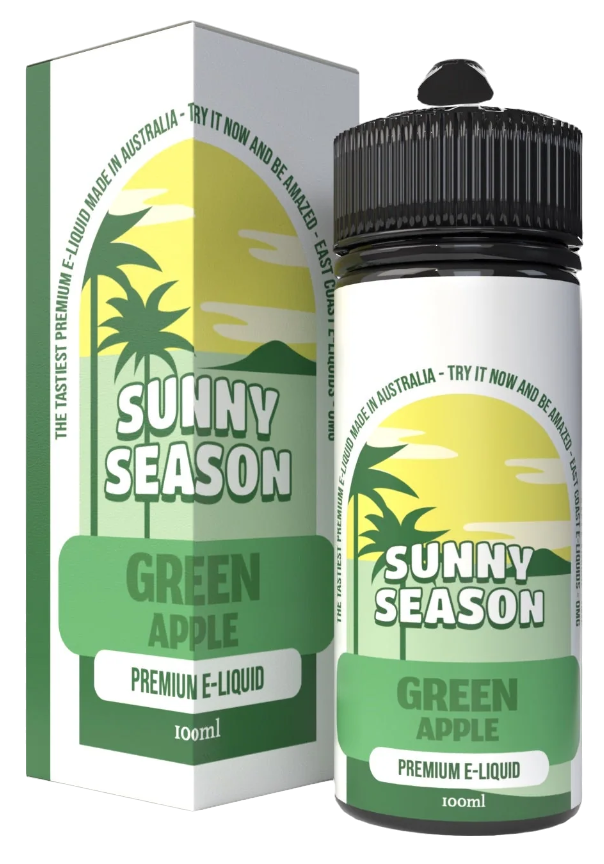 THE TASTIEST PREMIUM E-LIQUID MADE IN AUSTRALIA - TRY IT NOW AND BE AMAZED - EAST COAST E-LIQUIDS - 0MG
SUNNY
SEASON
GREEN
APPLE
PREMIUM E-LIQUID
100ml
THE TASTIEST PREMIUM E-LIQUID MADE IN AUSTRALIA - TRY IT NOW AND BE AMAZED - EAST COAST E-LIQUIDS - 0MG
SUNNY
SEASON
GREEN
APPLE
PREMIUM E-LIQUID
100ml